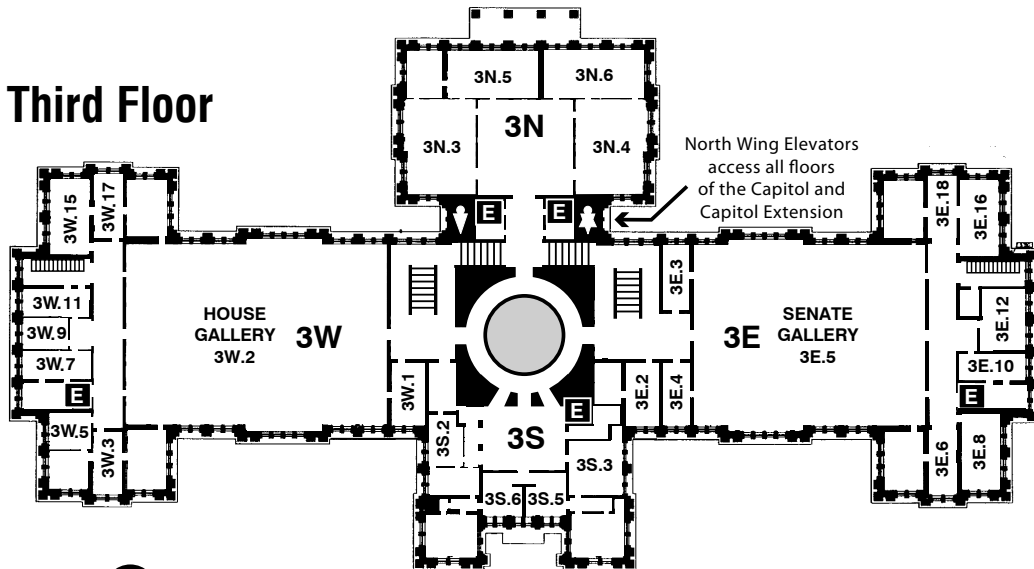 Third Floor
3N.5
3N.6
3N
3N.3
3N.4
North Wing Elevators
access all floors
of the Capitol and
Capitol Extension
E
E
3W.15
3W.17
3E.18
3E.16
3W.11
3W.9
3W.7
E
3W.5
3W.3
HOUSE
GALLERY
3W.2
3W
3W.1
3E.3
3E
SENATE
GALLERY
3E.5
3E.12
3E.10
E
3E.2
3E.4
3E.6
3E.8
E
3S
3S.2
3S.3
3S.6
3S.5